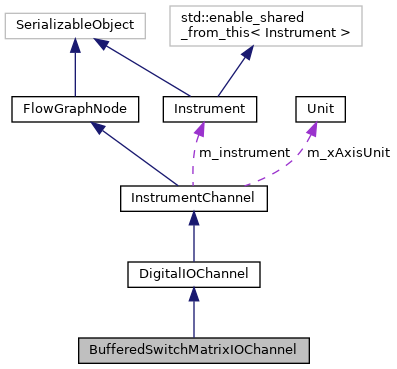 SerializableObject
std::enable_shared
_from_this< Instrument >
FlowGraphNode
Instrument
Unit
m_instrument
m_xAxisUnit
InstrumentChannel
DigitalIOChannel
BufferedSwitchMatrixIOChannel